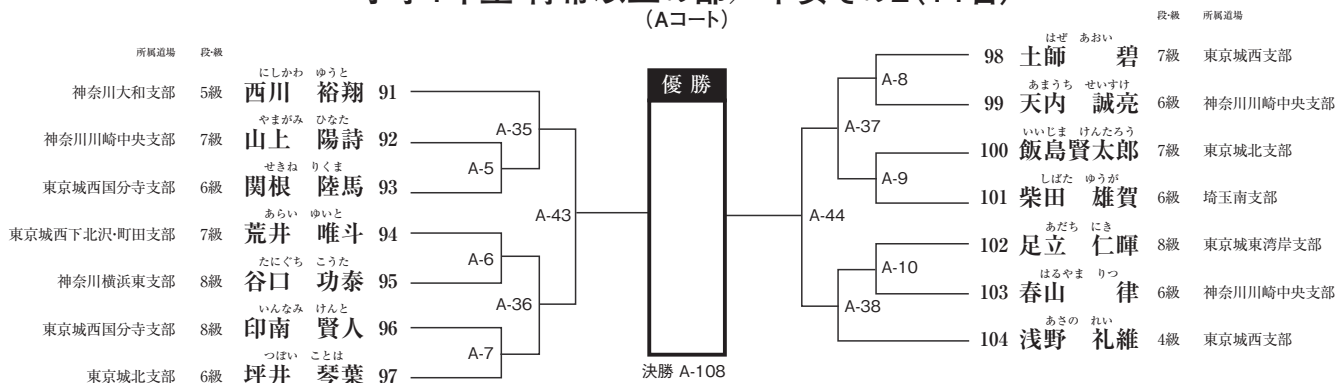 (Aコート)
所属道場 段・級
にしかわ ゆうと
神奈川大和支部 5級 西川 裕翔 91
やまがみ ひなた
神奈川川崎中央支部 7級 山上 陽詩 92
せきね りくま
東京城西国分寺支部 6級 関根 陸馬 93
あらい ゆいと
東京城西下北沢・町田支部 7級 荒井 唯斗 94
たにぐち こうた
神奈川横浜東支部 8級 谷口 功泰 95
いんなみ けんと
東京城西国分寺支部 8級 印南 賢人 96
つぼい ことは
東京城北支部 6級 坪井 琴葉 97
A-35
A-5
A-43
A-6
A-36
A-7
優勝
決勝 A-108
段・級 所属道場
はぜ あおい
98 土師 碧 7級 東京城西支部
あまうち せいすけ
99 天内 誠亮 6級 神奈川川崎中央支部
いいじま けんたろう
100 飯島賢太郎 7級 東京城北支部
しばた ゆうが
101 柴田 雄賀 6級 埼玉南支部
あだち にき
102 足立 仁暉 8級 東京城東湾岸支部
はるやま りつ
103 春山 律 6級 神奈川川崎中央支部
あさの れい
104 浅野 礼維 4級 東京城西支部
A-8
A-37
A-9
A-44
A-10
A-38